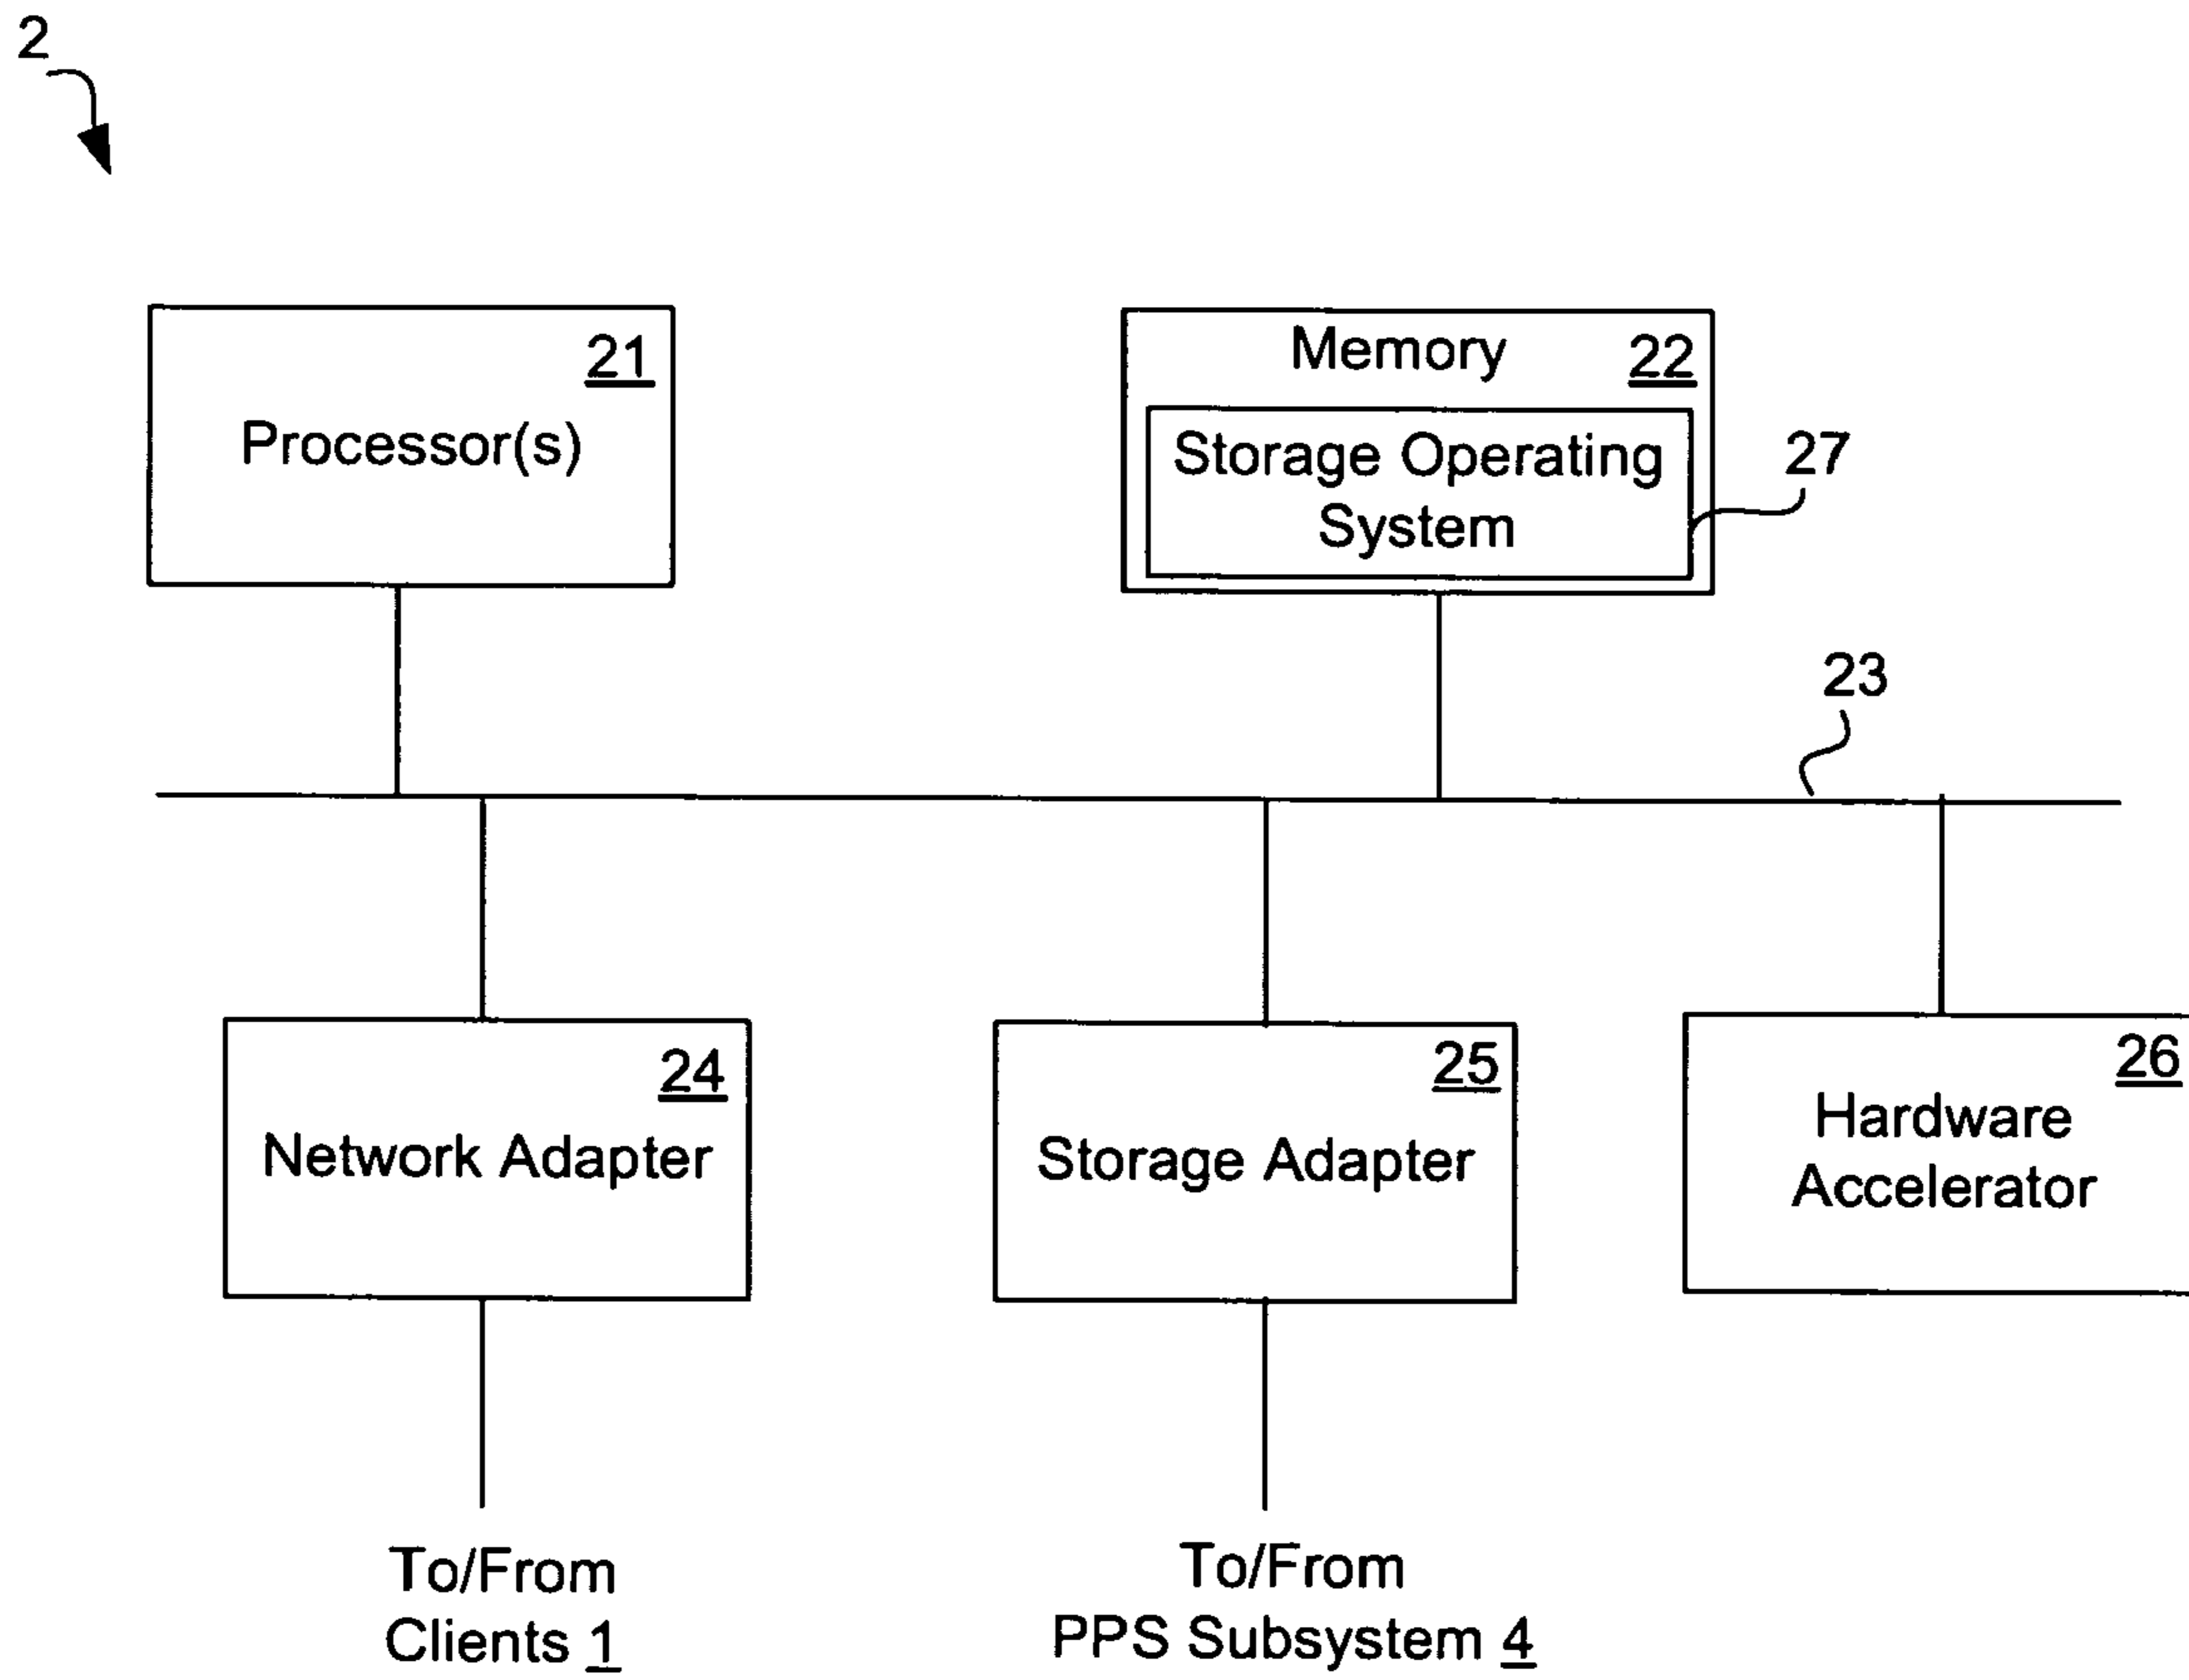 2
21
Processor(s)
Memory
22
Storage Operating
System
27
23
24
Network Adapter
25
Storage Adapter
26
Hardware
Accelerator
To/From
Clients 1
To/From
PPS Subsystem 4